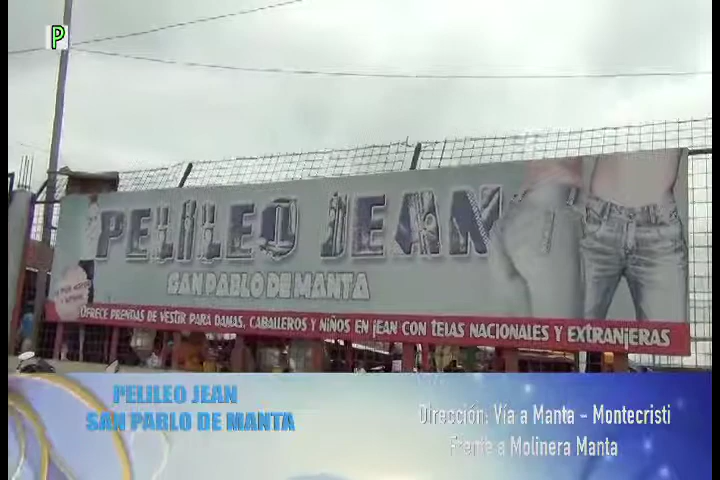 P
PELILEO JEAN
SAN PABLO DE MANTA
OFRECE PRENDAS DE VESTIR PARA DAMAS, CABALLEROS Y NIÑOS EN JEAN CON TELAS NACIONALES Y EXTRANJERAS
PELILEO JEAN
SAN PABLO DE MANTA
Dirección: Vía a Manta - Montecristi
Frente a Molinera Manta